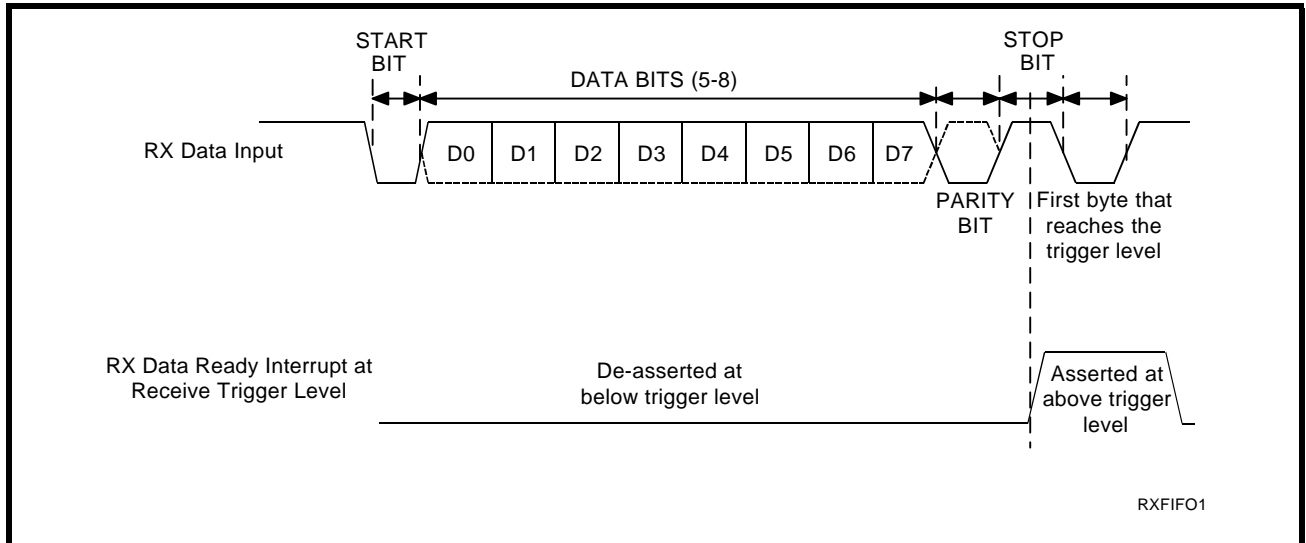 START
BIT
DATA BITS (5-8)
STOP
BIT
RX Data Input
D0 D1 D2 D3 D4 D5 D6 D7
PARITY
BIT
First byte that
reaches the
trigger level
RX Data Ready Interrupt at
Receive Trigger Level
De-asserted at
below trigger level
Asserted at
above trigger
level
RXFIFO1